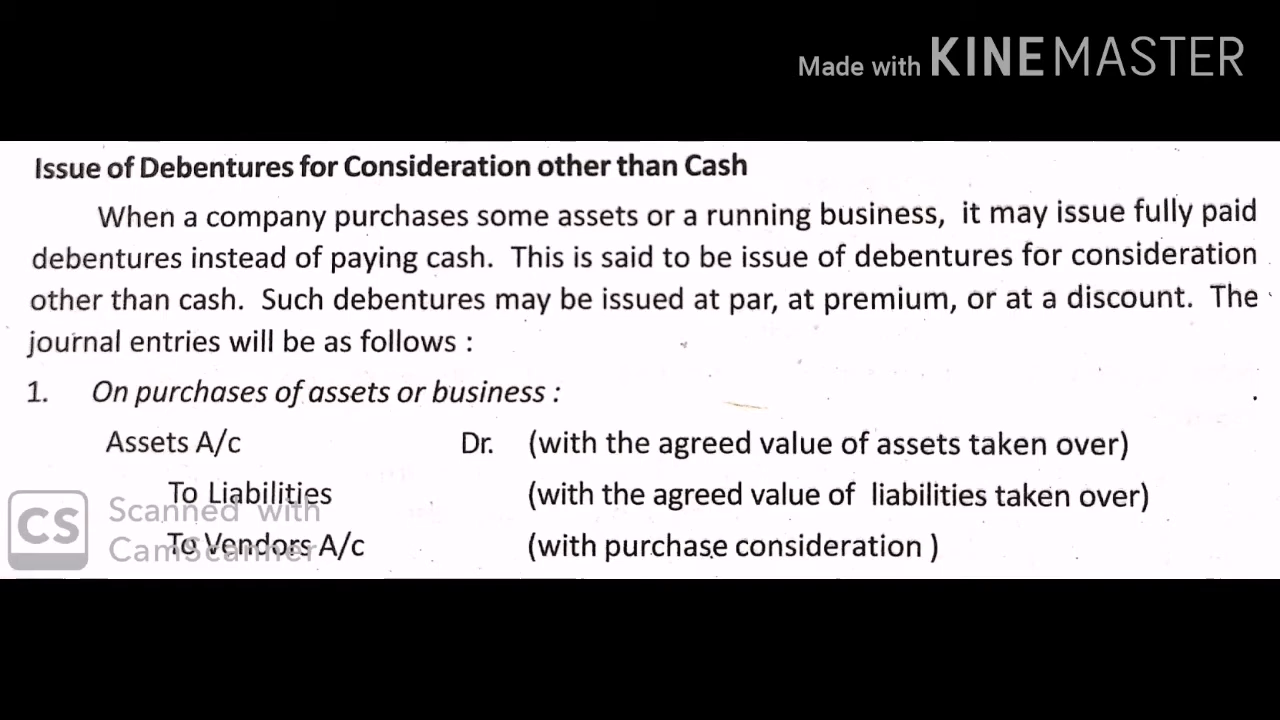 Made with KINEMASTER
Issue of Debentures for Consideration other than Cash
When a company purchases some assets or a running business, it may issue fully paid
debentures instead of paying cash. This is said to be issue of debentures for consideration
other than cash. Such debentures may be issued at par, at premium, or at a discount. The
journal entries will be as follows :
1. On purchases of assets or business :
Assets A/c Dr. (with the agreed value of assets taken over)
To Liabilities (with the agreed value of liabilities taken over)
To Vendors A/c (with purchase consideration )
CS Scanned with
CamScanner